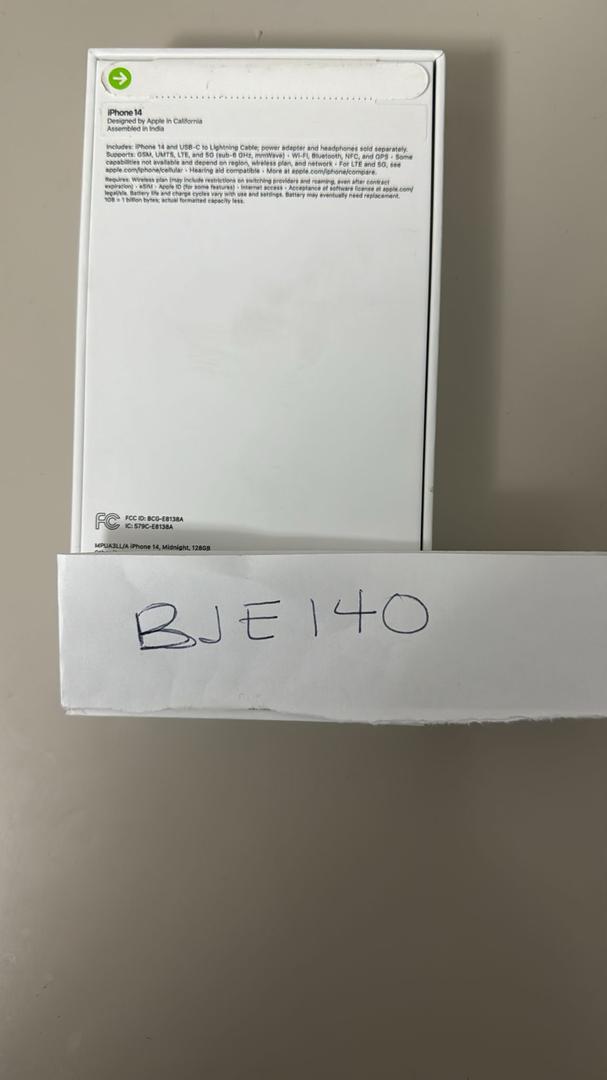 iPhone 14
Designed by Apple in California
Assembled in India
Includes: iPhone 14 and USB-C to Lightning Cable; power adapter and headphones sold separately.
Supports: GSM, UMTS, LTE, and 5G (sub-6 GHz, mmWave) • Wi-Fi, Bluetooth, NFC, and GPS • Some
capabilities not available and depend on region, wireless plan, and network • For LTE and 5G, see
apple.com/iphone/cellular • Hearing aid compatible • More at apple.com/iphone/compare.
Requires: Wireless plan (may include restrictions on switching providers and roaming, even after contract
expiration) • eSIM • Apple ID (for some features) • Internet access • Acceptance of software license at apple.com/
legal/sla. Battery life and charge cycles vary with use and settings. Battery may eventually need replacement.
1GB = 1 billion bytes; actual formatted capacity less.
FC FCC ID: BCG-E8138A
IC: 579C-E8138A
MPUA3LL/A iPhone 14, Midnight, 128GB
BJE140